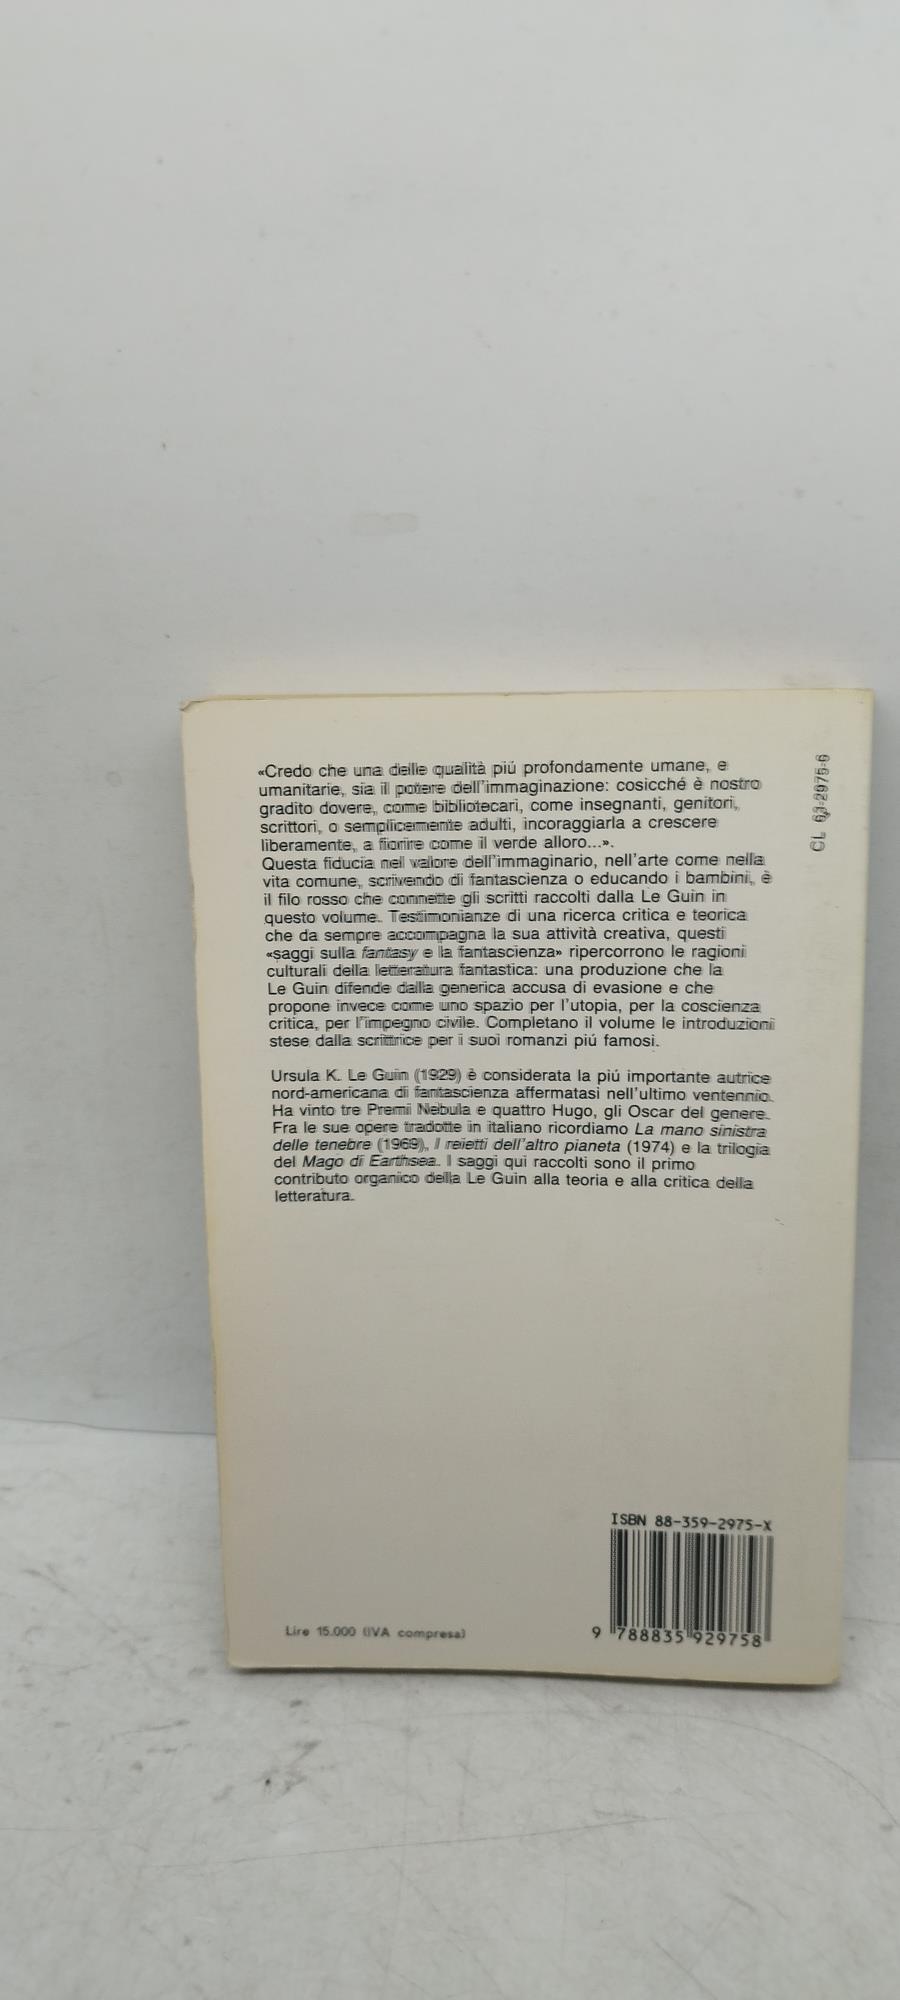 «Credo che una delle qualità piú profondamente umane, e
umanitarie, sia il potere dell'immaginazione: cosicché è nostro
gradito dovere, come bibliotecari, come insegnanti, genitori,
scrittori, o semplicemente adulti, incoraggiarla a crescere
liberamente, a fiorire come il verde alloro...».
Questa fiducia nel valore dell'immaginario, nell'arte come nella
vita comune, scrivendo di fantascienza o educando i bambini, è
il filo rosso che connette gli scritti raccolti dalla Le Guin in
questo volume. Testimonianze di una ricerca critica e teorica
che da sempre accompagna la sua attività creativa, questi
«saggi sulla fantasy e la fantascienza» ripercorrono le ragioni
culturali della letteratura fantastica: una produzione che la
Le Guin difende dalla generica accusa di evasione e che
propone invece come uno spazio per l'utopia, per la coscienza
critica, per l'impegno civile. Completano il volume le introduzioni
stese dalla scrittrice per i suoi romanzi piú famosi.
Ursula K. Le Guin (1929) è considerata la piú importante autrice
nord-americana di fantascienza affermatasi nell'ultimo ventennio.
Ha vinto tre Premi Nebula e quattro Hugo, gli Oscar del genere.
Fra le sue opere tradotte in italiano ricordiamo La mano sinistra
delle tenebre (1969), I reietti dell'altro pianeta (1974) e la trilogia
del Mago di Earthsea. I saggi qui raccolti sono il primo
contributo organico della Le Guin alla teoria e alla critica della
letteratura.
CL 63-2975-6
ISBN 88-359-2975-X
9 788835 929758
Lire 15.000 (IVA compresa)